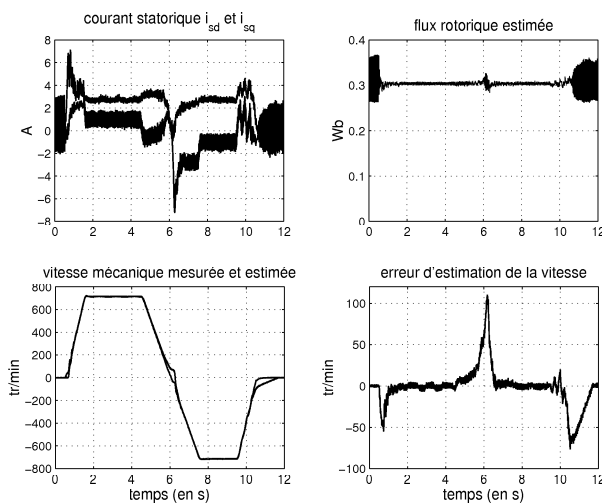 courant statorique i_sd et i_sq
8
6
4
2
0
−2
−4
−6
−8
A
0 2 4 6 8 10 12
flux rotorique estimée
0.4
0.3
0.2
0.1
0
Wb
0 2 4 6 8 10 12
vitesse mécanique mesurée et estimée
800
600
400
200
0
−200
−400
−600
−800
tr/min
0 2 4 6 8 10 12
temps (en s)
erreur d'estimation de la vitesse
100
50
0
−50
−100
tr/min
0 2 4 6 8 10 12
temps (en s)